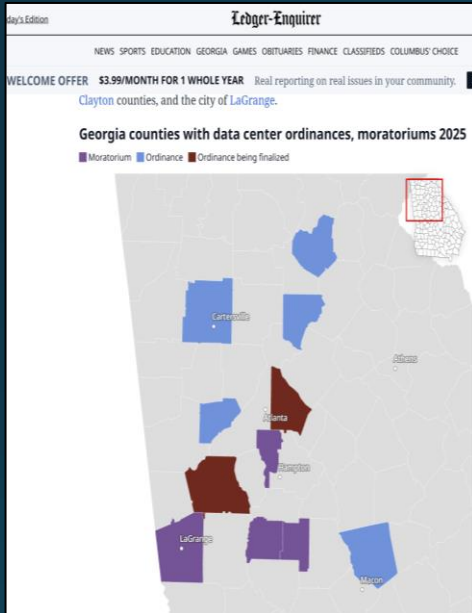 day's Edition
Ledger-Enquirer
NEWS SPORTS EDUCATION GEORGIA GAMES OBITUARIES FINANCE CLASSIFIEDS COLUMBUS' CHOICE
WELCOME OFFER $3.99/MONTH FOR 1 WHOLE YEAR Real reporting on real issues in your community.
Clayton counties, and the city of LaGrange.
Georgia counties with data center ordinances, moratoriums 2025
Moratorium Ordinance Ordinance being finalized
Cartersville
Athens
Atlanta
Hampton
LaGrange
Macon